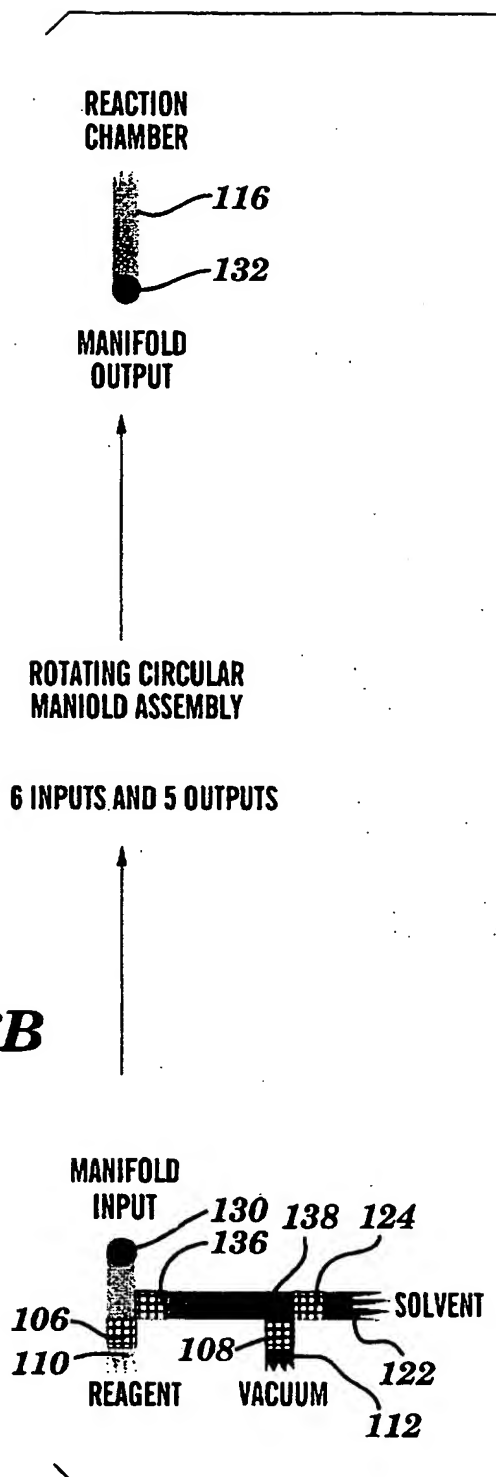 REACTION
CHAMBER
116
132
MANIFOLD
OUTPUT
ROTATING CIRCULAR
MANIOLD ASSEMBLY
6 INPUTS AND 5 OUTPUTS
B
MANIFOLD
INPUT
130 138 124
136
SOLVENT
106
108
122
110
REAGENT VACUUM
112